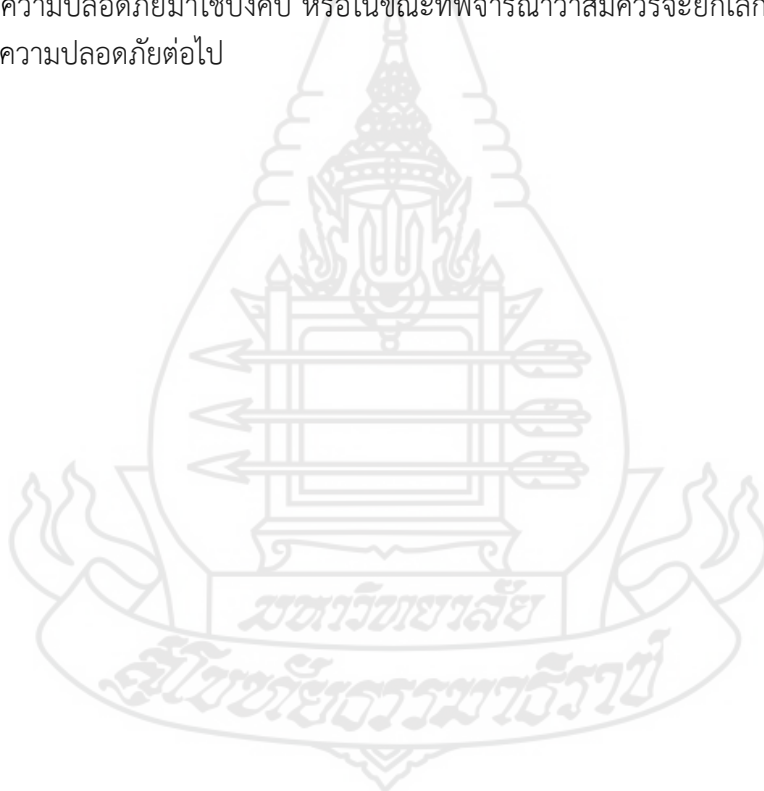 ความปลอดภัยมาใช้บังคับ หรือในขณะที่พิจารณาว่าสมควรจะยกเลิก
ความปลอดภัยต่อไป
มหาวิทยาลัย
สุโขทัยธรรมาธิราช